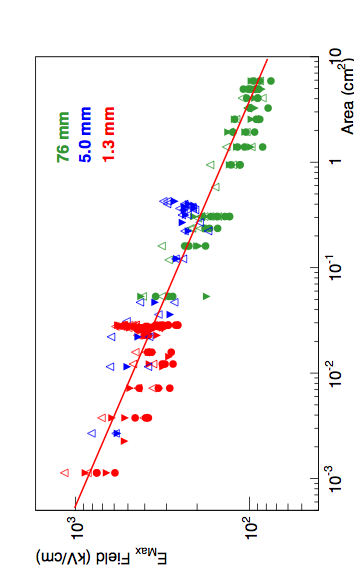 76 mm
5.0 mm
1.3 mm
E_Max Field (kV/cm)
10³
10²
10⁻³
10⁻²
10⁻¹
1
10
Area (cm²)